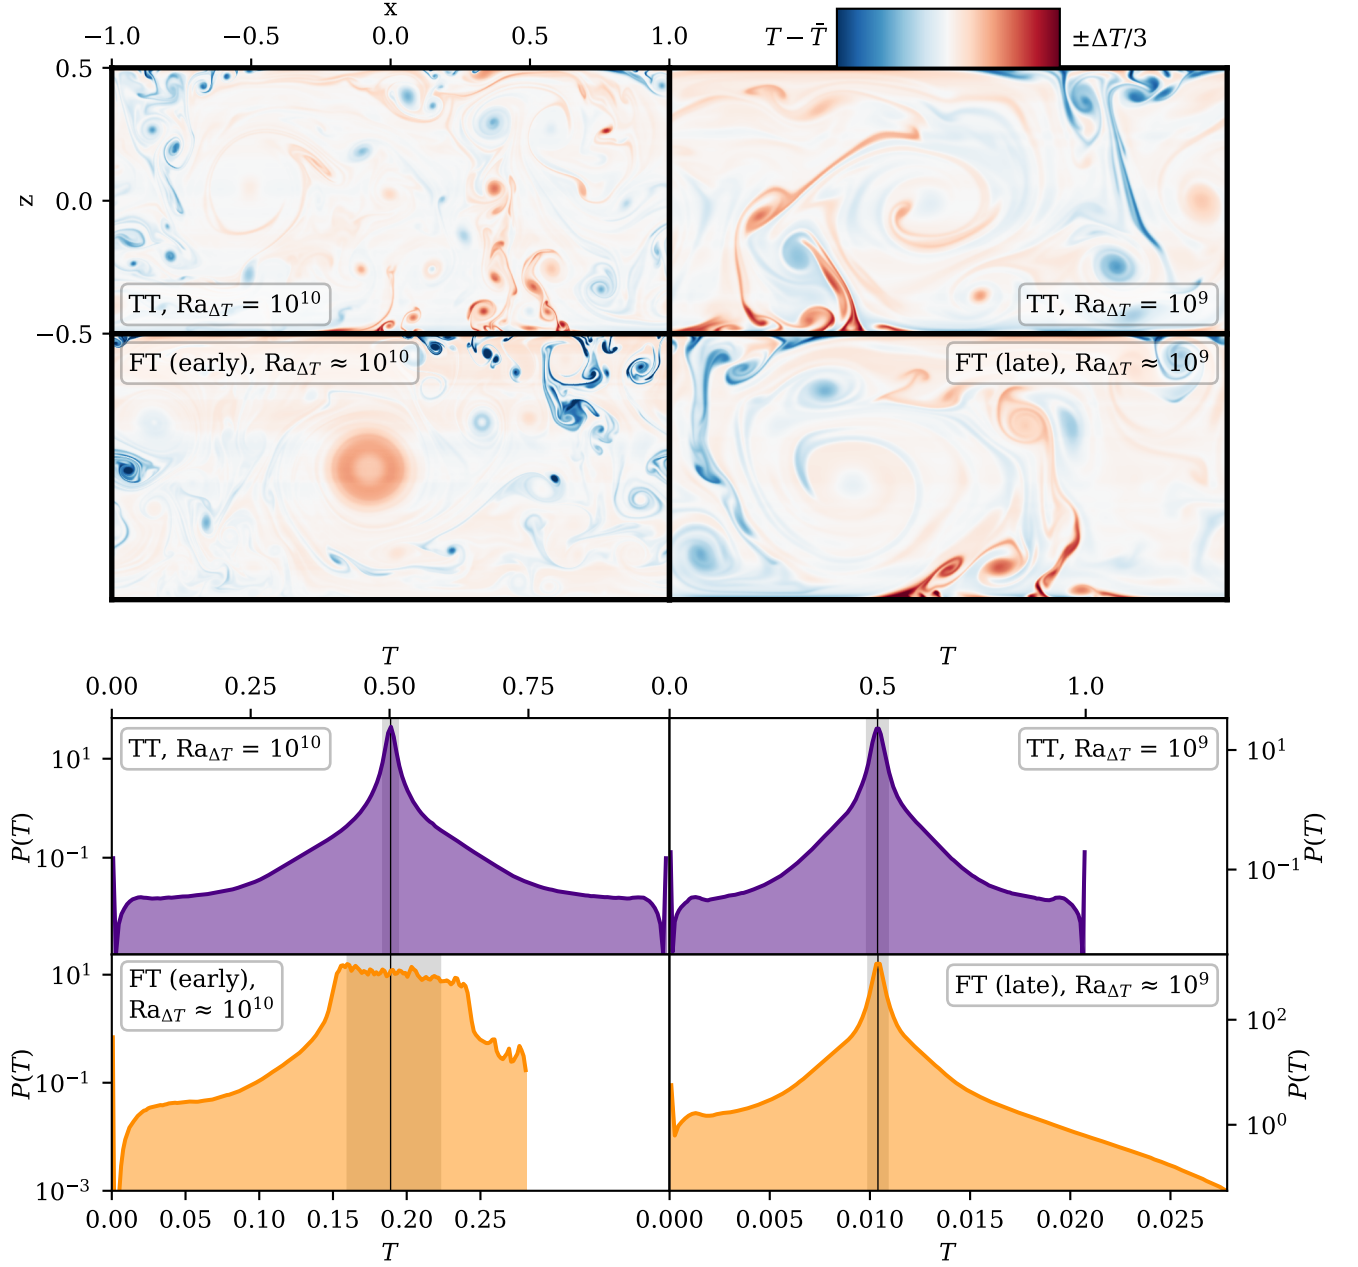 x
−1.0 −0.5 0.0 0.5 1.0
T − T̄ ±ΔT/3
0.5
z
0.0
−0.5
TT, Ra_ΔT = 10^10
TT, Ra_ΔT = 10^9
FT (early), Ra_ΔT ≈ 10^10
FT (late), Ra_ΔT ≈ 10^9
T T
0.00 0.25 0.50 0.75 0.0 0.5 1.0
TT, Ra_ΔT = 10^10
TT, Ra_ΔT = 10^9
10^1
10^−1
P(T)
10^1
10^−1
P(T)
FT (early),
Ra_ΔT ≈ 10^10
FT (late), Ra_ΔT ≈ 10^9
10^1
10^−1
10^−3
P(T)
10^2
10^0
P(T)
0.00 0.05 0.10 0.15 0.20 0.25 0.000 0.005 0.010 0.015 0.020 0.025
T T